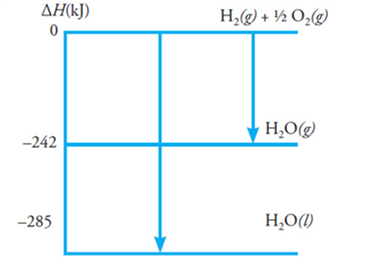 ΔH(kJ)
H₂(g) + ½ O₂(g)
0
H₂O(g)
–242
–285
H₂O(l)